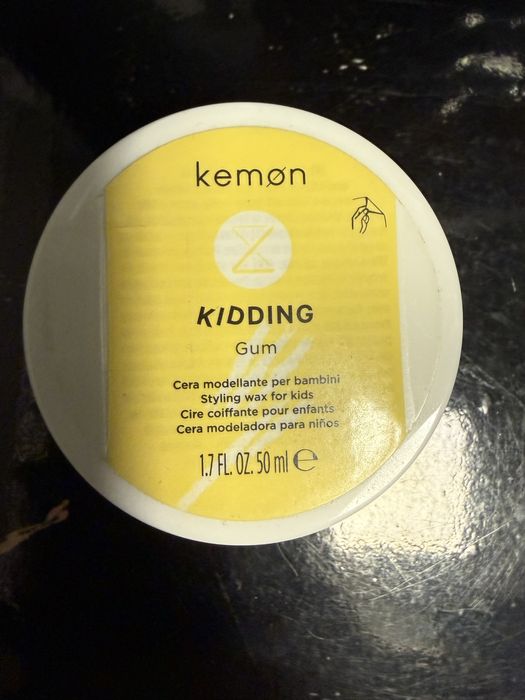 kemøn
KIDDING
Gum
Cera modellante per bambini
Styling wax for kids
Cire coiffante pour enfants
Cera modeladora para niños
1.7 FL. OZ. 50 ml ℮